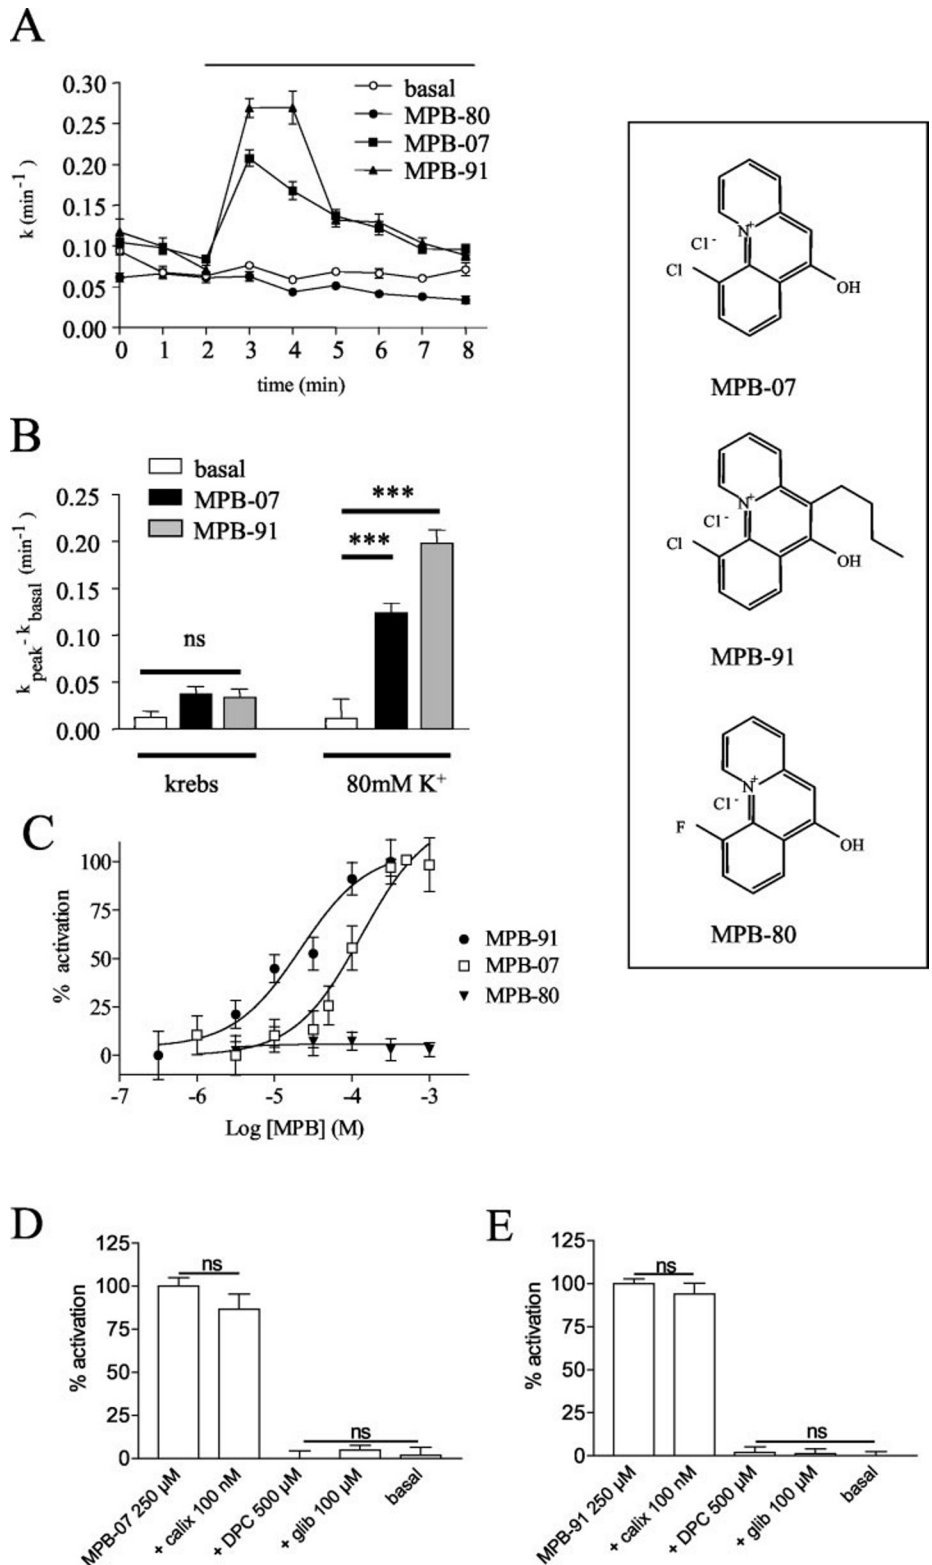 A
basal
MPB-80
MPB-07
MPB-91
0.30
0.25
0.20
0.15
0.10
0.05
0.00
k (min⁻¹ )
0 1 2 3 4 5 6 7 8
time (min)
B
basal
MPB-07
MPB-91
0.25
0.20
0.15
0.10
0.05
0.00
k peak - k basal (min⁻¹)
ns
***
***
krebs
80mM K⁺
C
100
75
50
25
0
% activation
-7 -6 -5 -4 -3
Log [MPB] (M)
MPB-91
MPB-07
MPB-80
N⁺
Cl⁻
Cl
OH
MPB-07
N⁺
Cl⁻
Cl
OH
MPB-91
N⁺
Cl⁻
F
OH
MPB-80
D
125
100
75
50
25
0
% activation
ns
ns
MPB-07 250 µM
+ calix 100 nM
+ DPC 500 µM
+ glib 100 µM
basal
E
125
100
75
50
25
0
% activation
ns
ns
MPB-91 250 µM
+ calix 100 nM
+ DPC 500 µM
+ glib 100 µM
basal